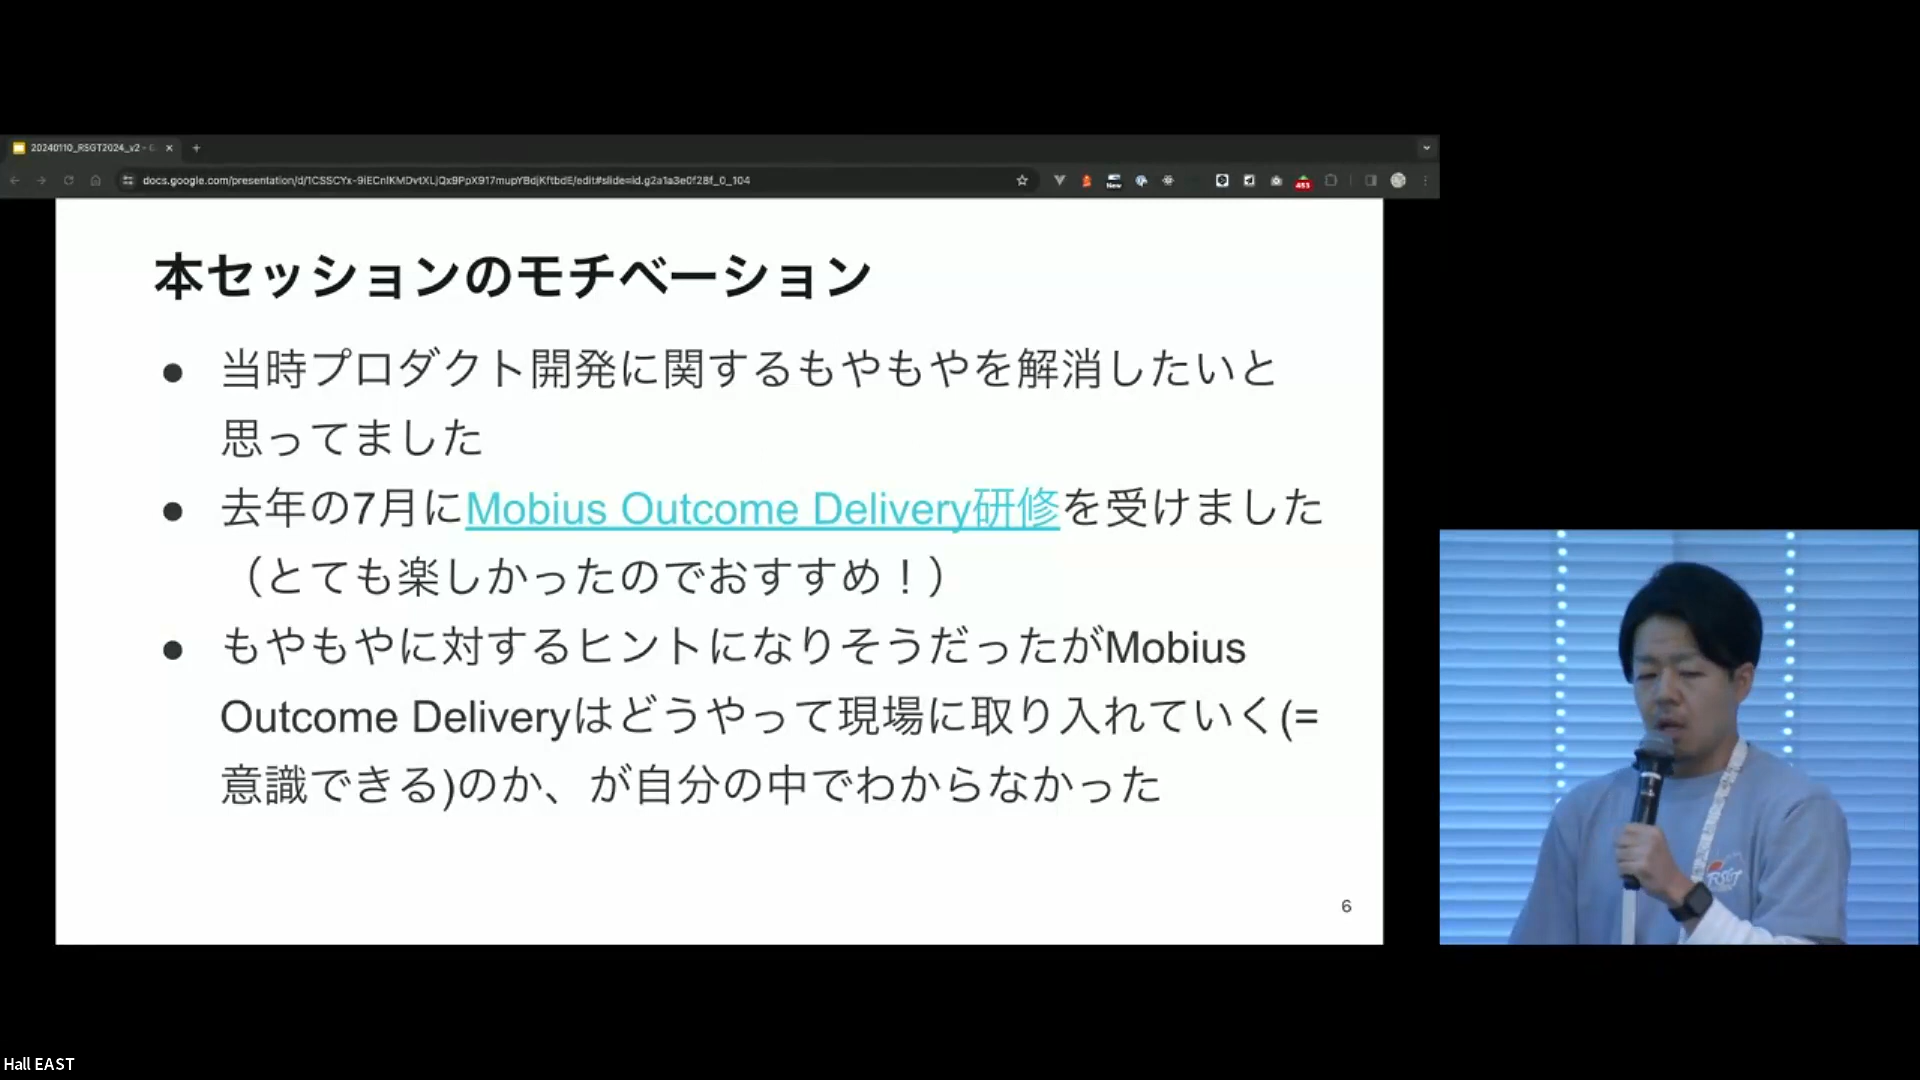 20240110_RSGT2024_v2 - G
docs.google.com/presentation/d/
New
453
本セッションのモチベーション
● 当時プロダクト開発に関するもやもやを解消したいと
思ってました
● 去年の7月にMobius Outcome Delivery研修を受けました
（とても楽しかったのでおすすめ！）
● もやもやに対するヒントになりそうだったがMobius
Outcome Deliveryはどうやって現場に取り入れていく(=
意識できる)のか、が自分の中でわからなかった
6
RSGT
Hall EAST